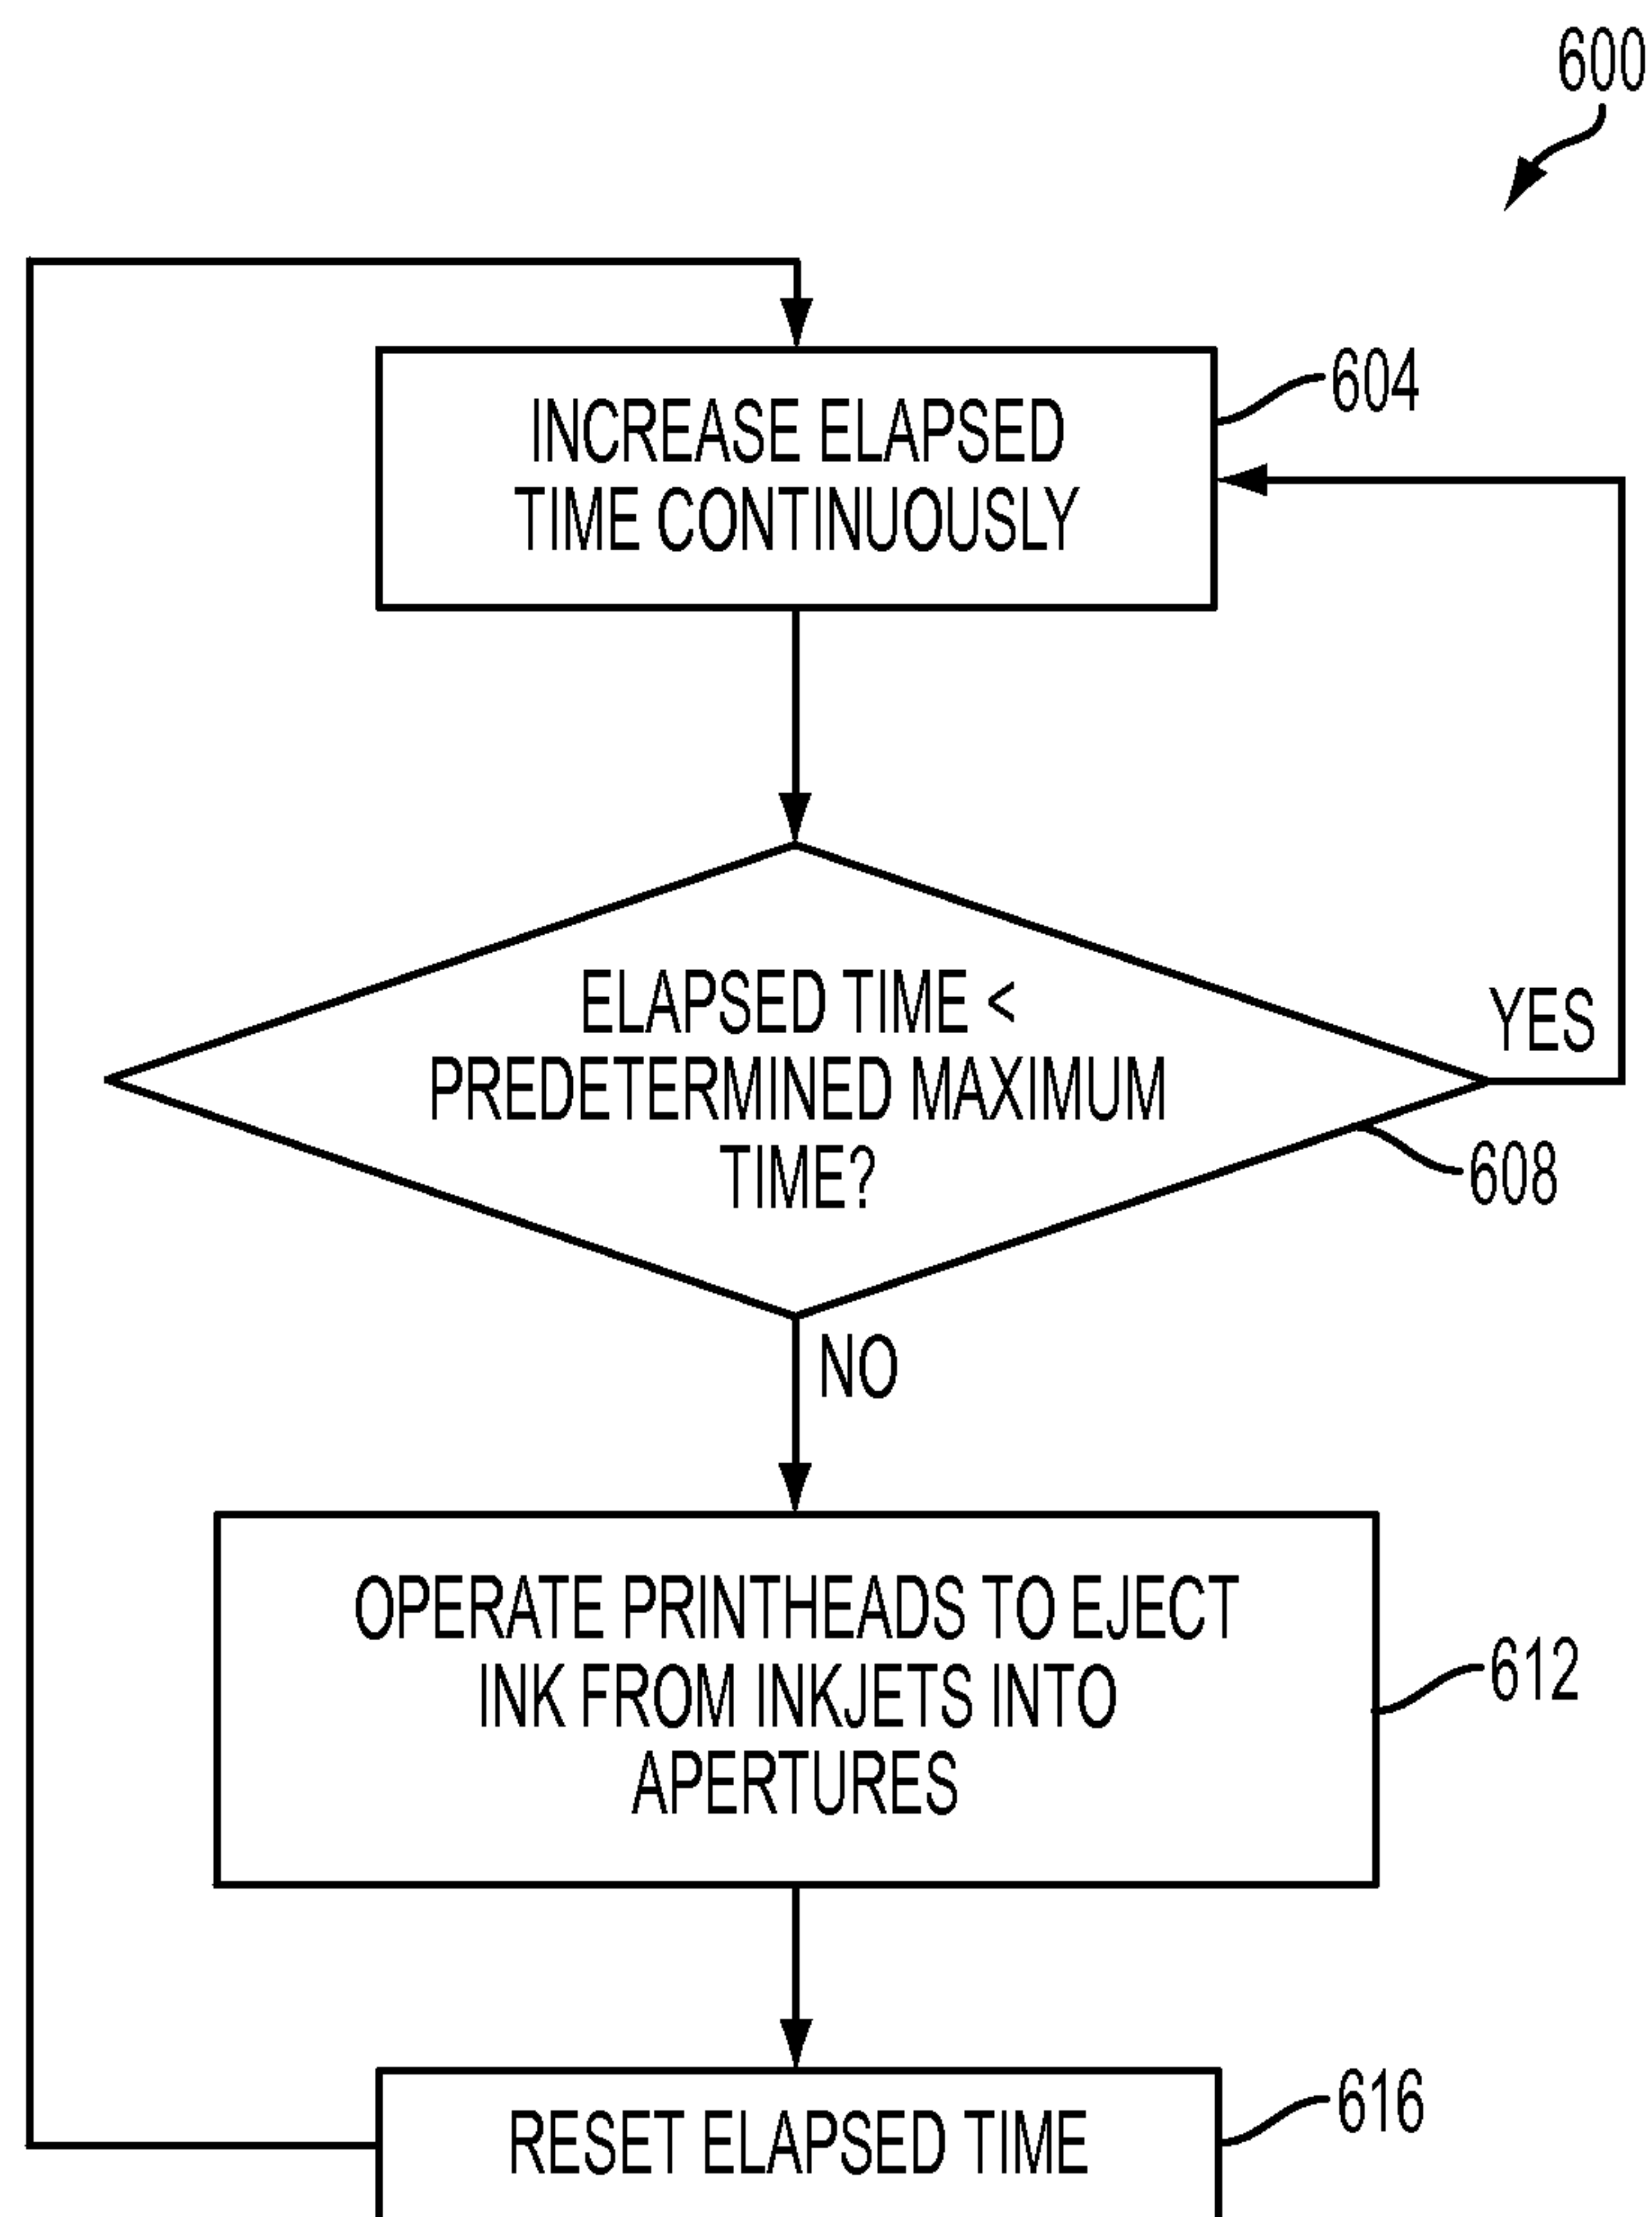 600
604
INCREASE ELAPSED
TIME CONTINUOUSLY
ELAPSED TIME <
PREDETERMINED MAXIMUM
TIME?
YES
608
NO
OPERATE PRINTHEADS TO EJECT
INK FROM INKJETS INTO
APERTURES
612
RESET ELAPSED TIME
616